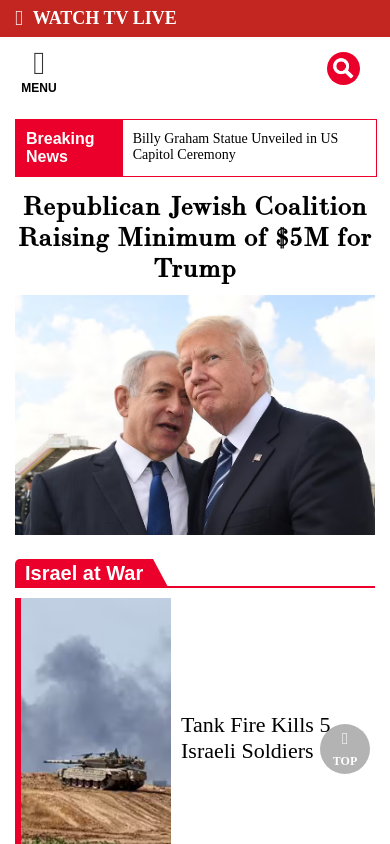 WATCH TV LIVE
MENU
Breaking
News
Billy Graham Statue Unveiled in US
Capitol Ceremony
Republican Jewish Coalition
Raising Minimum of $5M for
Trump
Israel at War
Tank Fire Kills 5
Israeli Soldiers
TOP